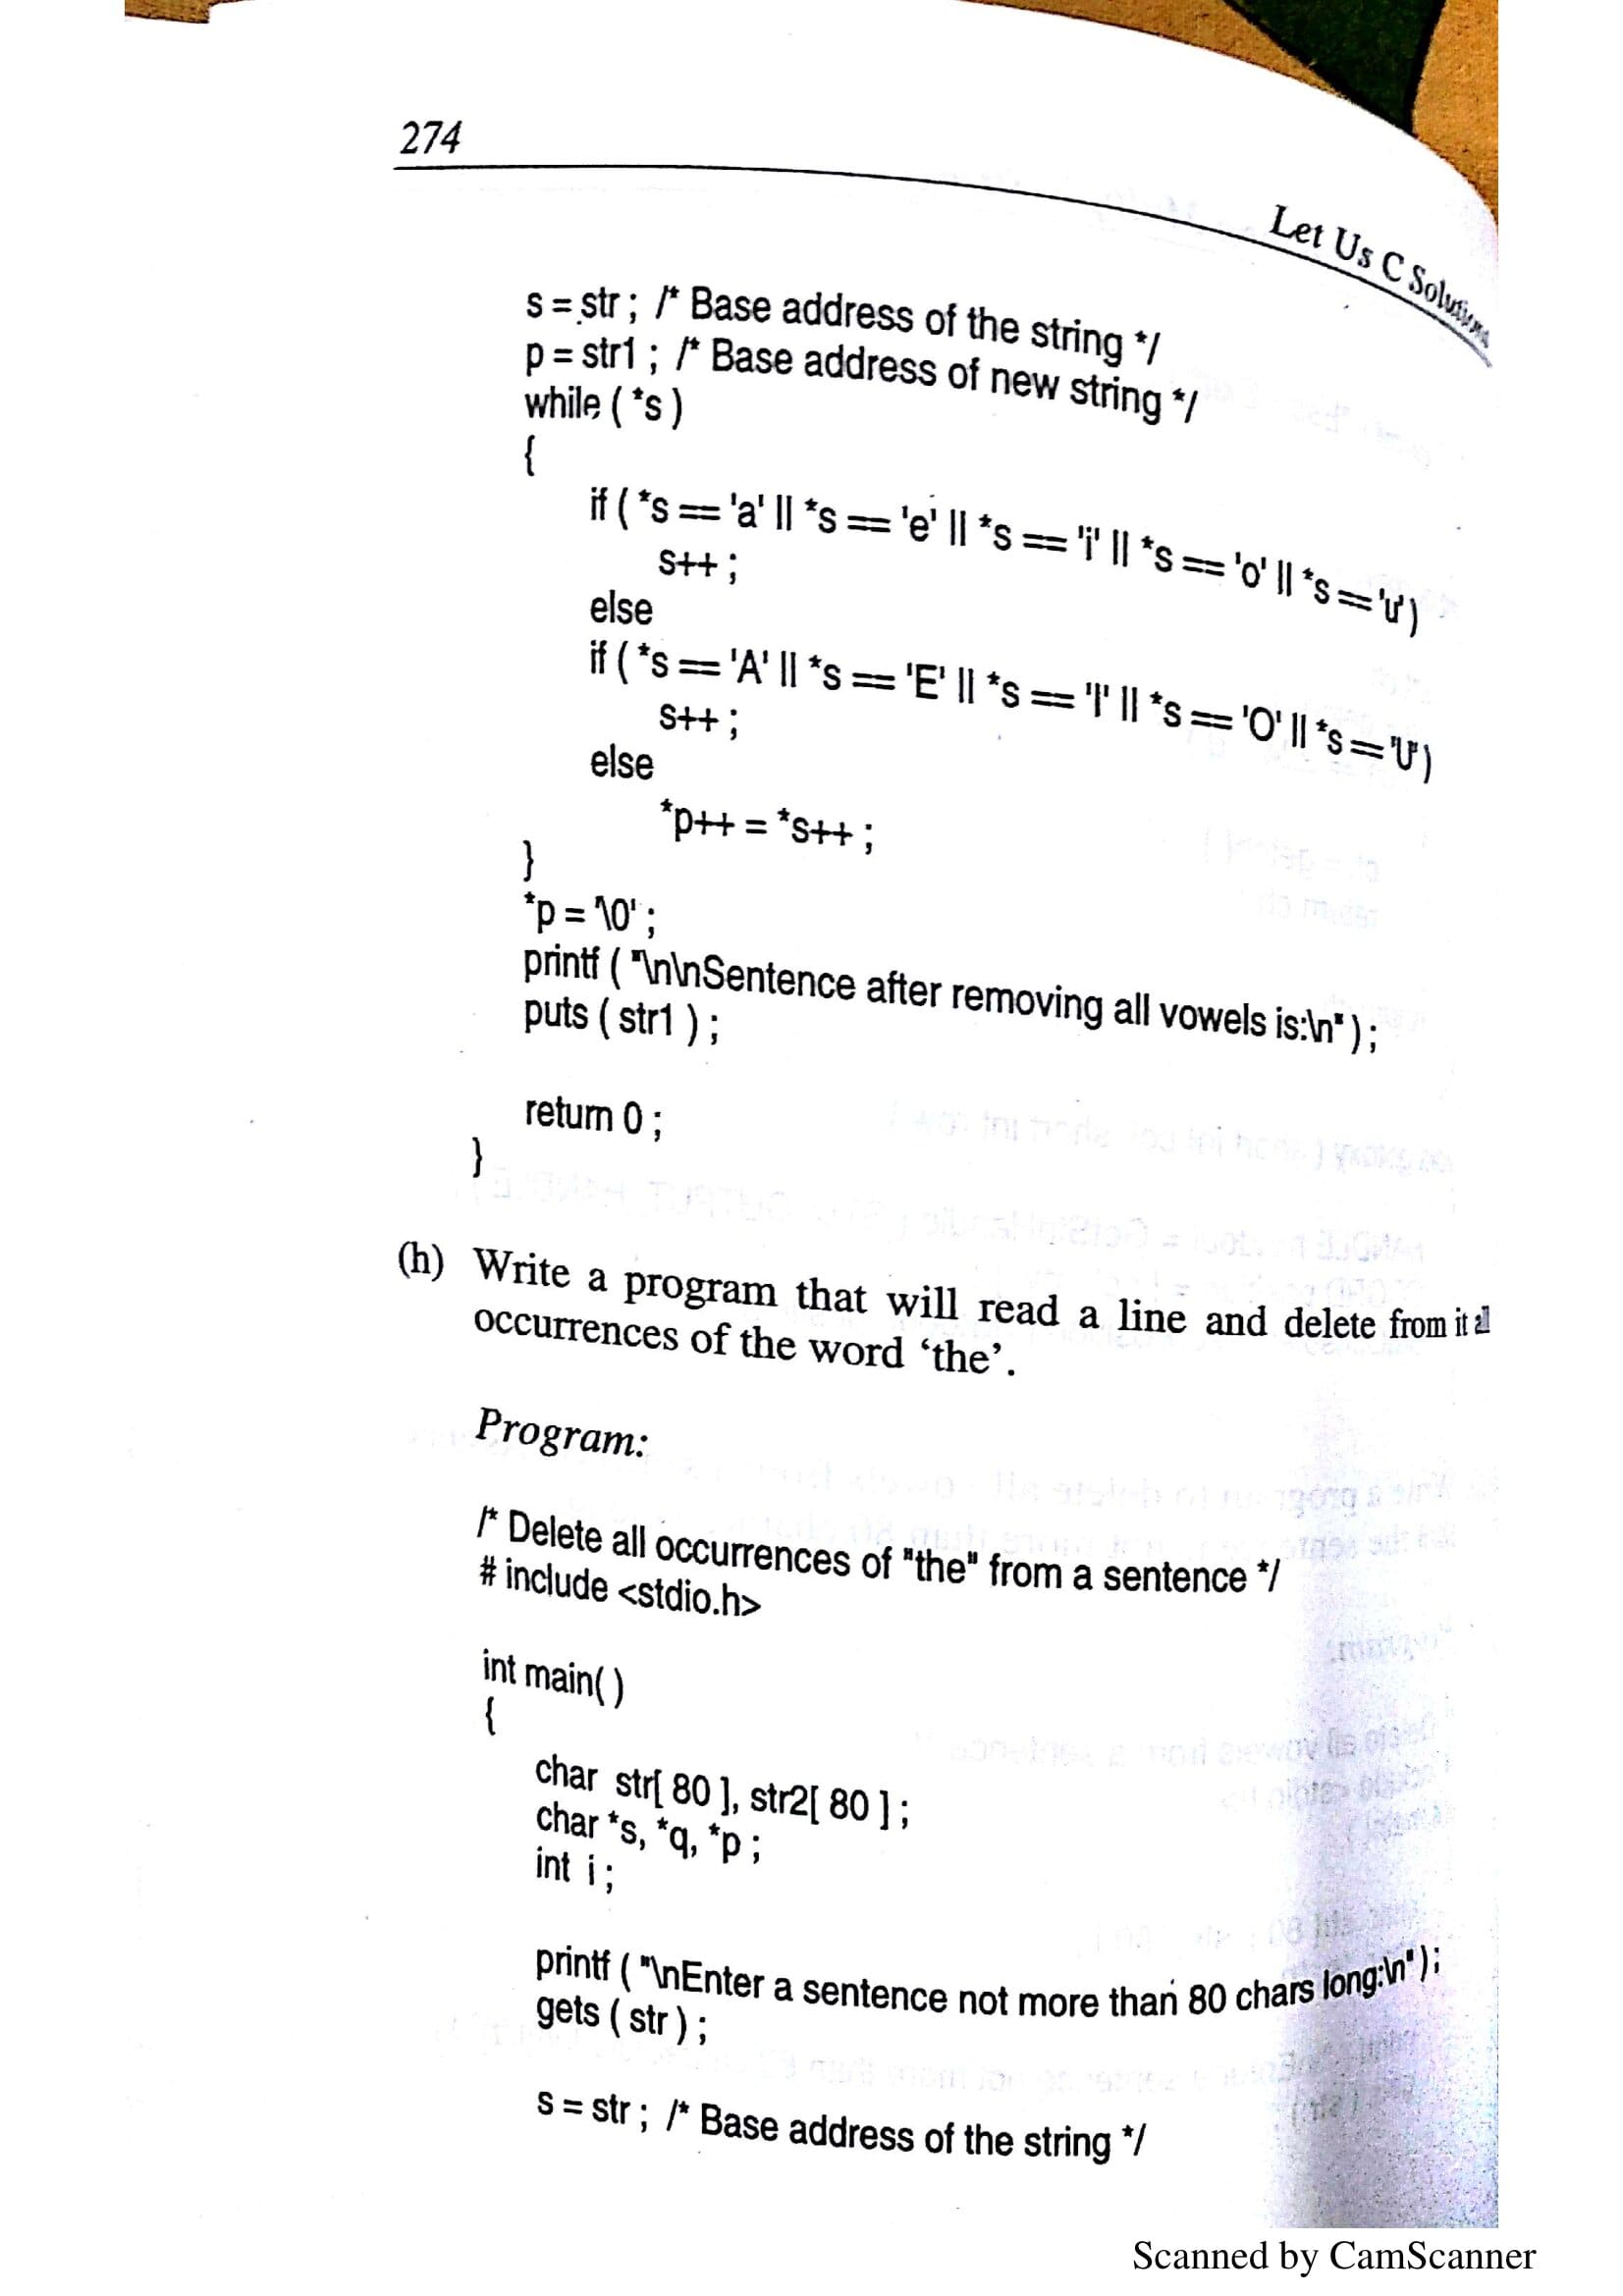 274
Let Us C Solutions
s = str ; /* Base address of the string */
p = str1 ; /* Base address of new string */
while ( *s )
{
if ( *s == 'a' || *s == 'e' || *s == 'i' || *s == 'o' || *s == 'u' )
s++ ;
else
if ( *s == 'A' || *s == 'E' || *s == 'I' || *s == 'O' || *s == 'U' )
s++ ;
else
*p++ = *s++ ;
}
*p = '\0' ;
printf ( "\n\nSentence after removing all vowels is:\n" ) ;
puts ( str1 ) ;
return 0 ;
}
(h) Write a program that will read a line and delete from it all
occurrences of the word ‘the’.
Program:
/* Delete all occurrences of "the" from a sentence */
# include <stdio.h>
int main( )
{
char str[ 80 ], str2[ 80 ] ;
char *s, *q, *p ;
int i ;
printf ( "\nEnter a sentence not more than 80 chars long:\n" ) ;
gets ( str ) ;
s = str ; /* Base address of the string */
Scanned by CamScanner